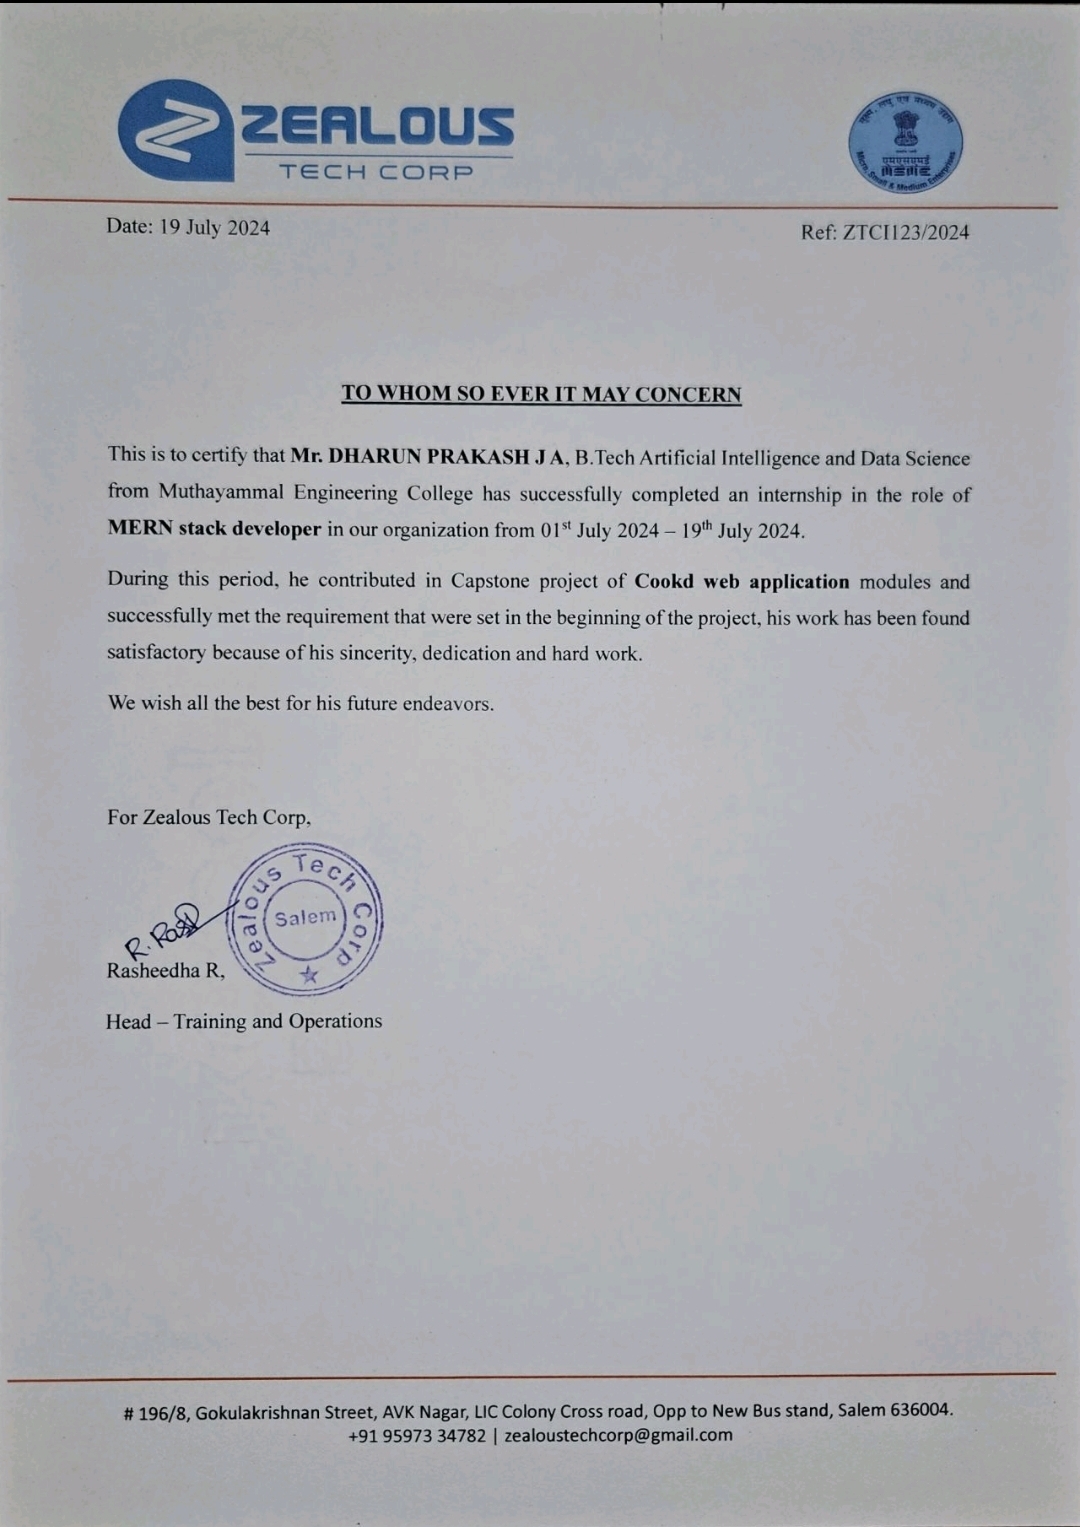 ZEALOUS
TECH CORP
सूक्ष्म, लघु एवं मध्यम उद्यम
एमएसएमई
MSME
Micro, Small & Medium Enterprises
Date: 19 July 2024
Ref: ZTCI123/2024
TO WHOM SO EVER IT MAY CONCERN
This is to certify that Mr. DHARUN PRAKASH J A, B.Tech Artificial Intelligence and Data Science
from Muthayammal Engineering College has successfully completed an internship in the role of
MERN stack developer in our organization from 01st July 2024 – 19th July 2024.
During this period, he contributed in Capstone project of Cookd web application modules and
successfully met the requirement that were set in the beginning of the project, his work has been found
satisfactory because of his sincerity, dedication and hard work.
We wish all the best for his future endeavors.
For Zealous Tech Corp,
Zealous Tech Corp
Salem
Rasheedha R,
Head – Training and Operations
# 196/8, Gokulakrishnan Street, AVK Nagar, LIC Colony Cross road, Opp to New Bus stand, Salem 636004.
+91 95973 34782 | zealoustechcorp@gmail.com